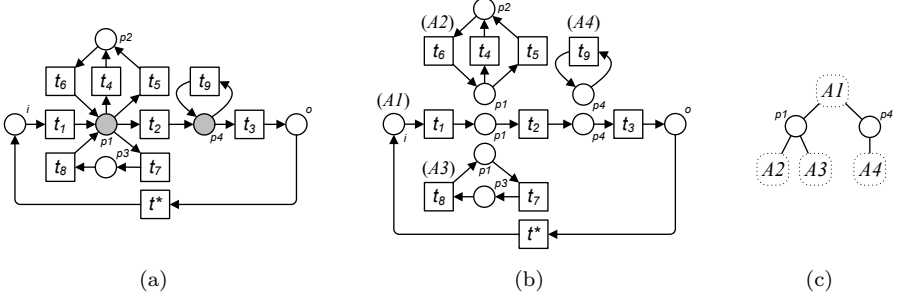 p2
t6 t4 t5 t9
i t1 p1 t2 p4 t3 o
t8 p3 t7
t*
(a)
(A2) p2 (A4)
t6 t4 t5 t9
p1 p4
(A1)
i t1 p1 t2 p4 t3 o
(A3) p1
t8 p3 t7
t*
(b)
A1
p1 p4
A2 A3 A4
(c)